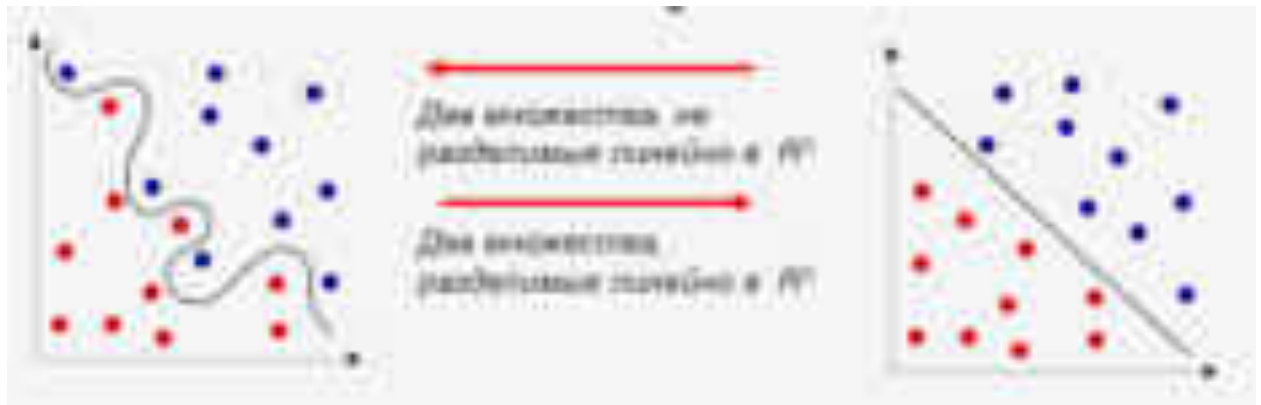 Два множества, не
разделимые линейно в
Два множества,
разделимые линейно в